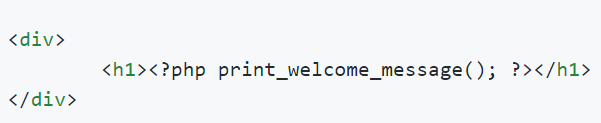 <div>
        <h1><?php print_welcome_message(); ?></h1>
</div>